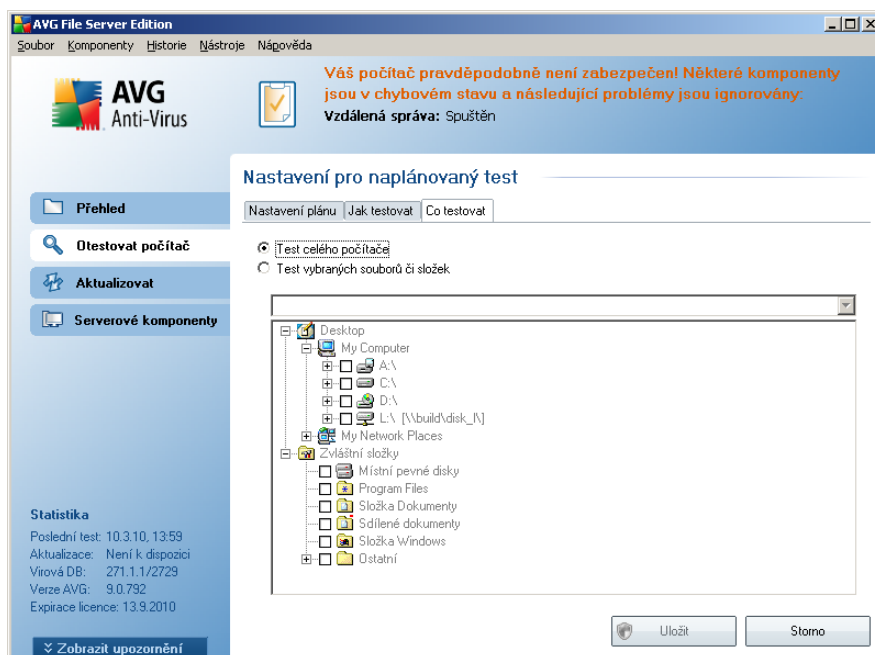 AVG File Server Edition
Soubor Komponenty Historie Nástroje Nápověda
AVG
Anti-Virus
Váš počítač pravděpodobně není zabezpečen! Některé komponenty
jsou v chybovém stavu a následující problémy jsou ignorovány:
Vzdálená správa: Spuštěn
Přehled
Otestovat počítač
Aktualizovat
Serverové komponenty
Nastavení pro naplánovaný test
Nastavení plánu Jak testovat Co testovat
Test celého počítače
Test vybraných souborů či složek
Desktop
My Computer
A:\
C:\
D:\
L:\ [\\build\disk_l\]
My Network Places
Zvláštní složky
Místní pevné disky
Program Files
Složka Dokumenty
Sdílené dokumenty
Složka Windows
Ostatní
Statistika
Poslední test: 10.3.10, 13:59
Aktualizace: Není k dispozici
Virová DB: 271.1.1/2729
Verze AVG: 9.0.792
Expirace licence: 13.9.2010
Zobrazit upozornění
Uložit Storno